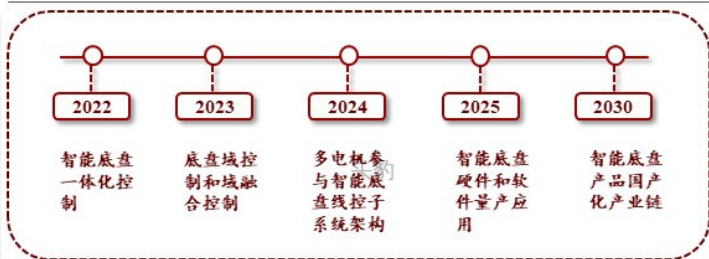 2022
2023
2024
2025
2030
智能底盘
一体化控
制
底盘域控
制和域融
合控制
多电机参
与智能底
盘线控子
系统架构
智能底盘
硬件和软
件量产应
用
智能底盘
产品国产
化产业链
头豹